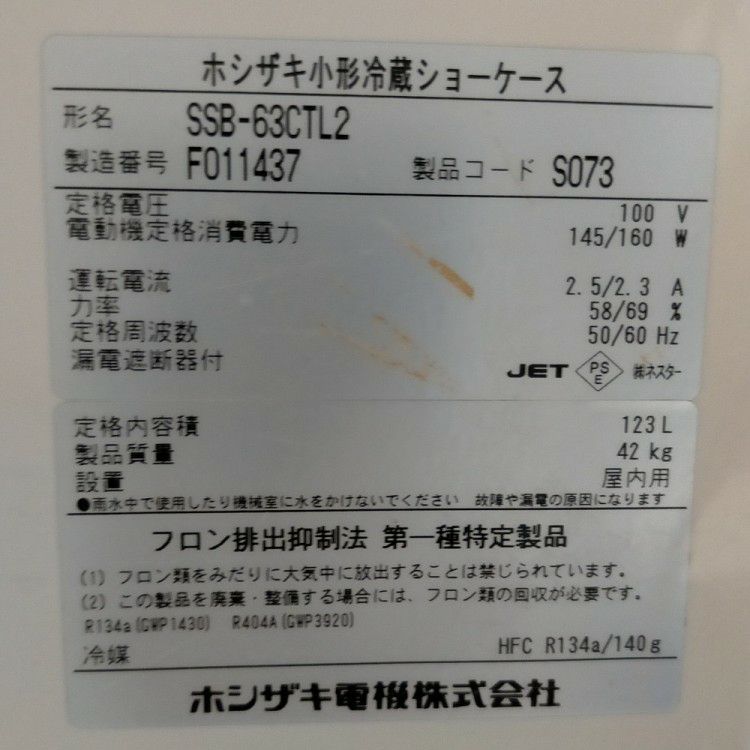 ホシザキ小形冷蔵ショーケース
形名 SSB-63CTL2
製造番号 F011437 製品コード S073
定格電圧 100 V
電動機定格消費電力 145/160 W
運転電流 2.5/2.3 A
力率 58/69 %
定格周波数 50/60 Hz
漏電遮断器付 JET PSE ㈱ネスター
定格内容積 123L
製品質量 42 kg
設置 屋内用
●雨水中で使用したり機械室に水をかけないでください 故障や漏電の原因になります
フロン排出抑制法 第一種特定製品
(1) フロン類をみだりに大気中に放出することは禁じられています。
(2) この製品を廃棄・整備する場合には、フロン類の回収が必要です。
R134a(GWP1430) R404A(GWP3920)
冷媒 HFC R134a/140g
ホシザキ電機株式会社